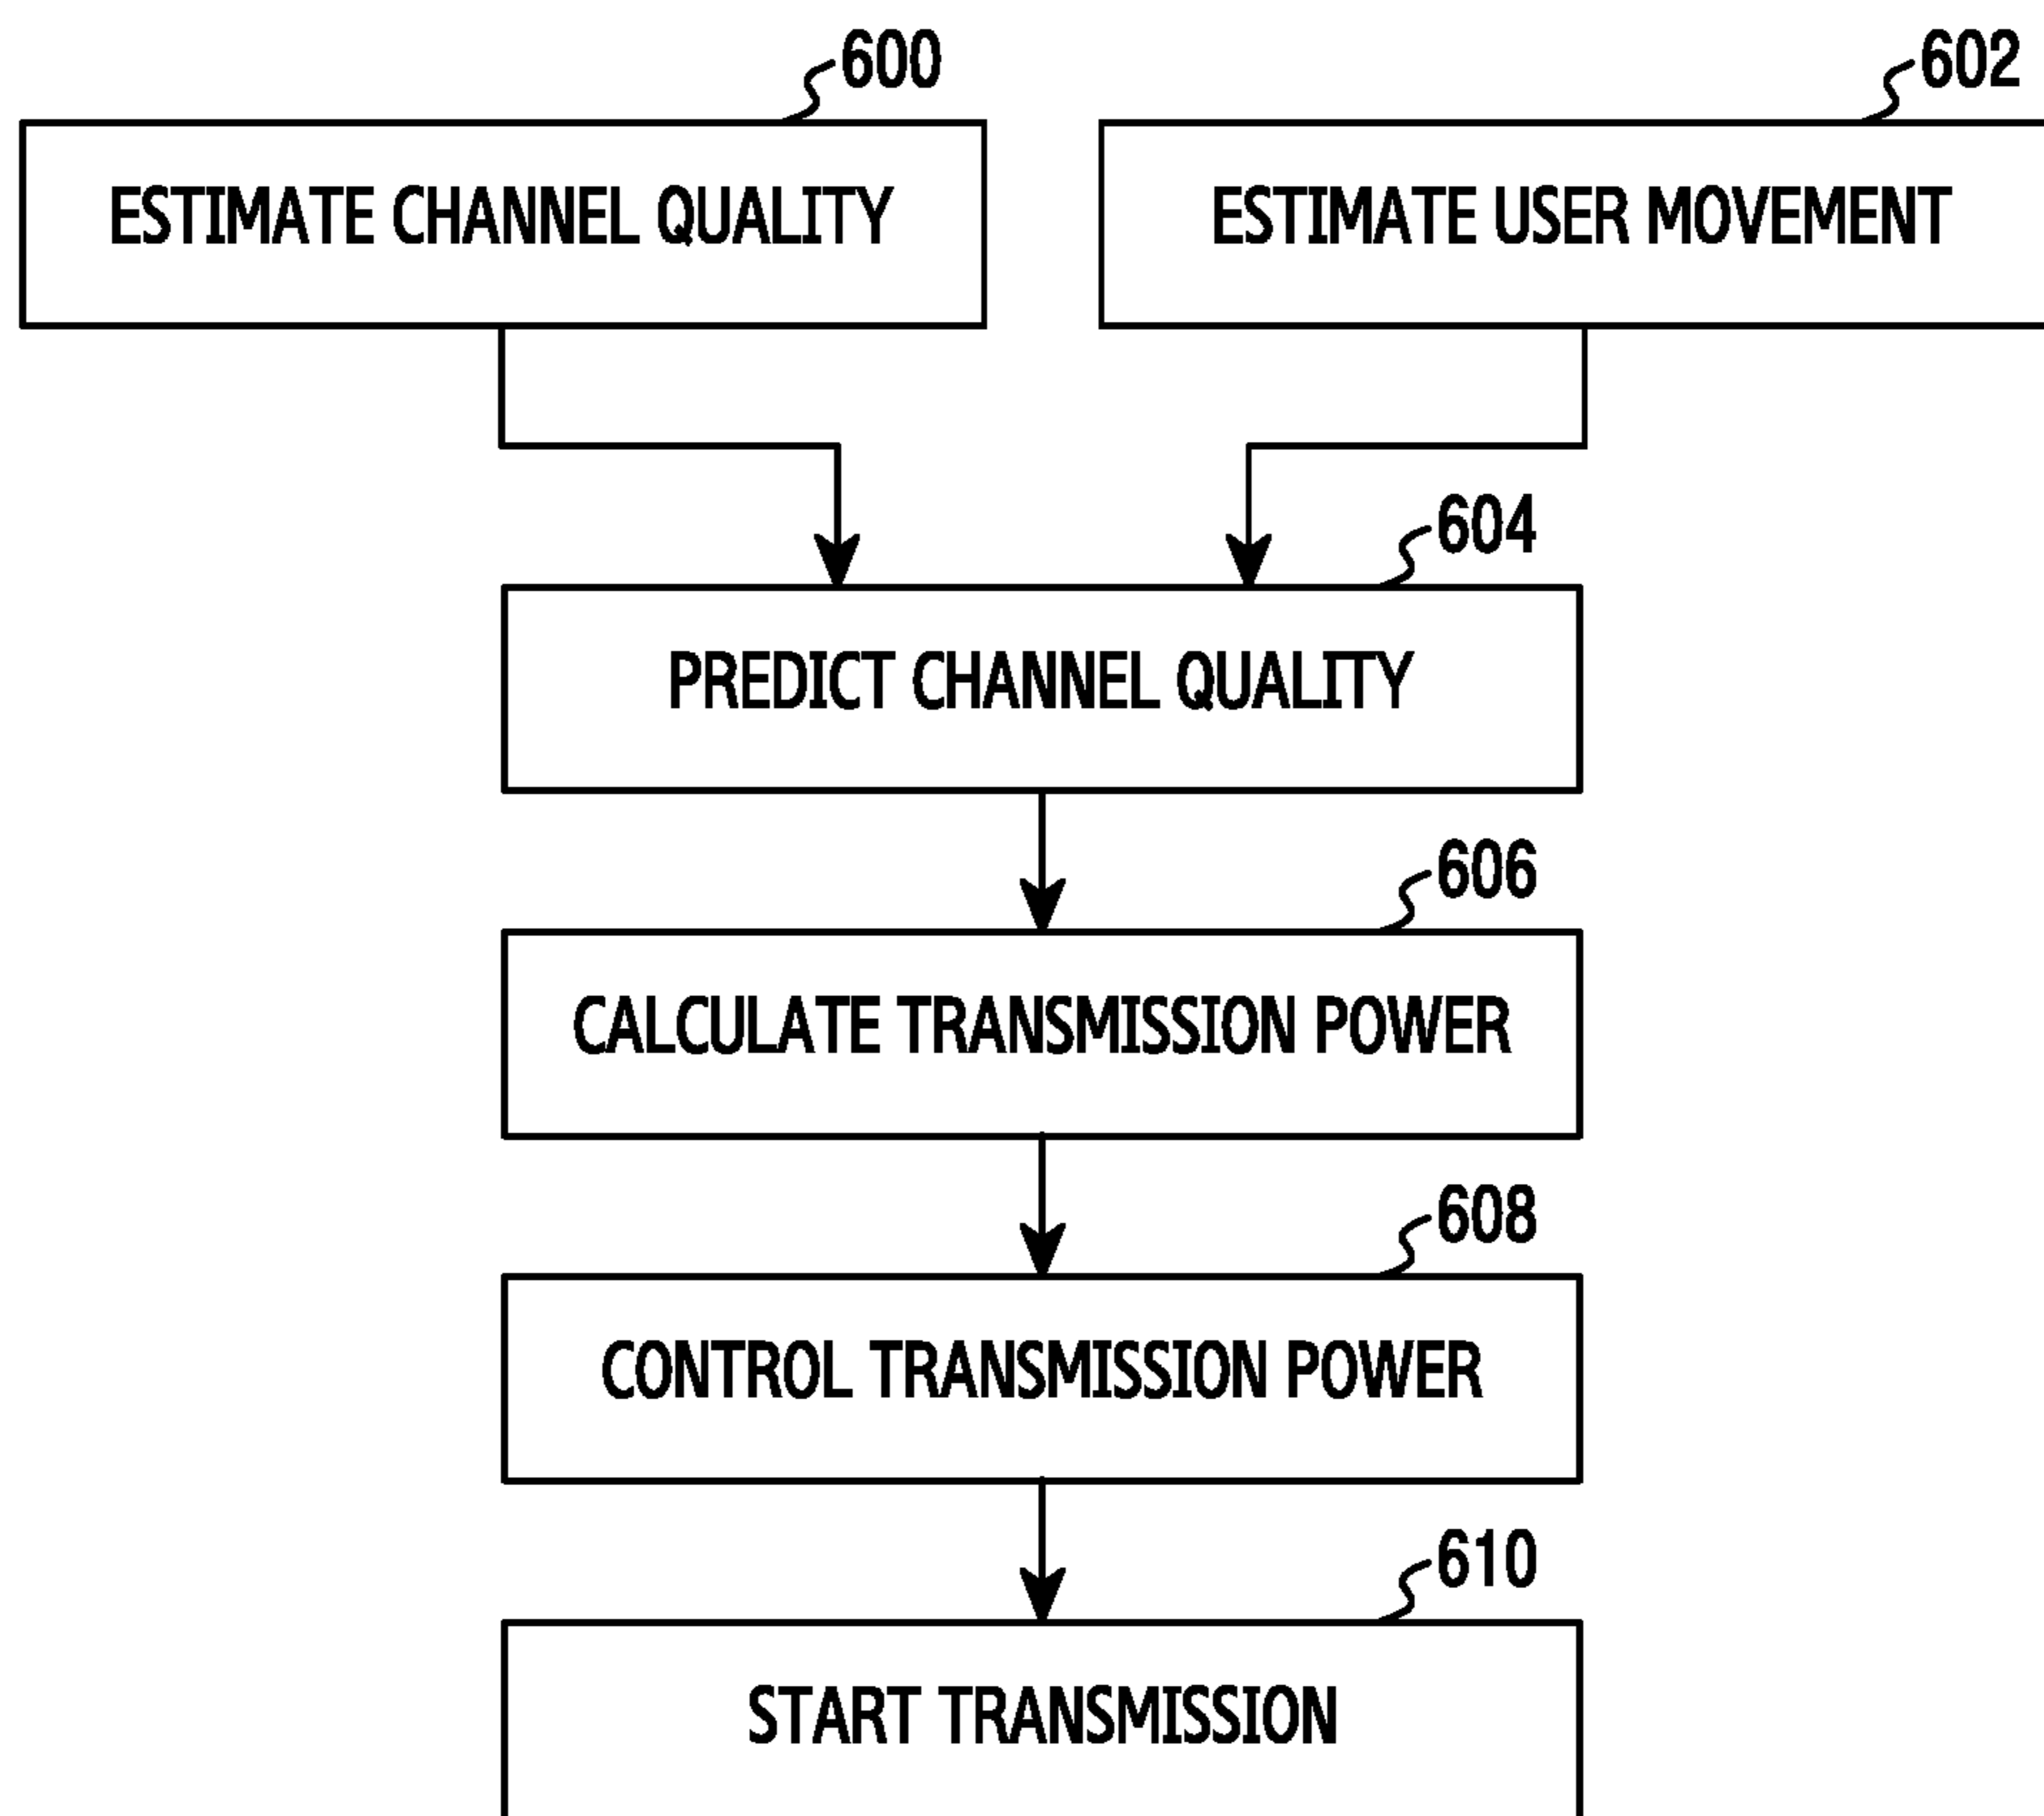 600
602
ESTIMATE CHANNEL QUALITY
ESTIMATE USER MOVEMENT
604
PREDICT CHANNEL QUALITY
606
CALCULATE TRANSMISSION POWER
608
CONTROL TRANSMISSION POWER
610
START TRANSMISSION